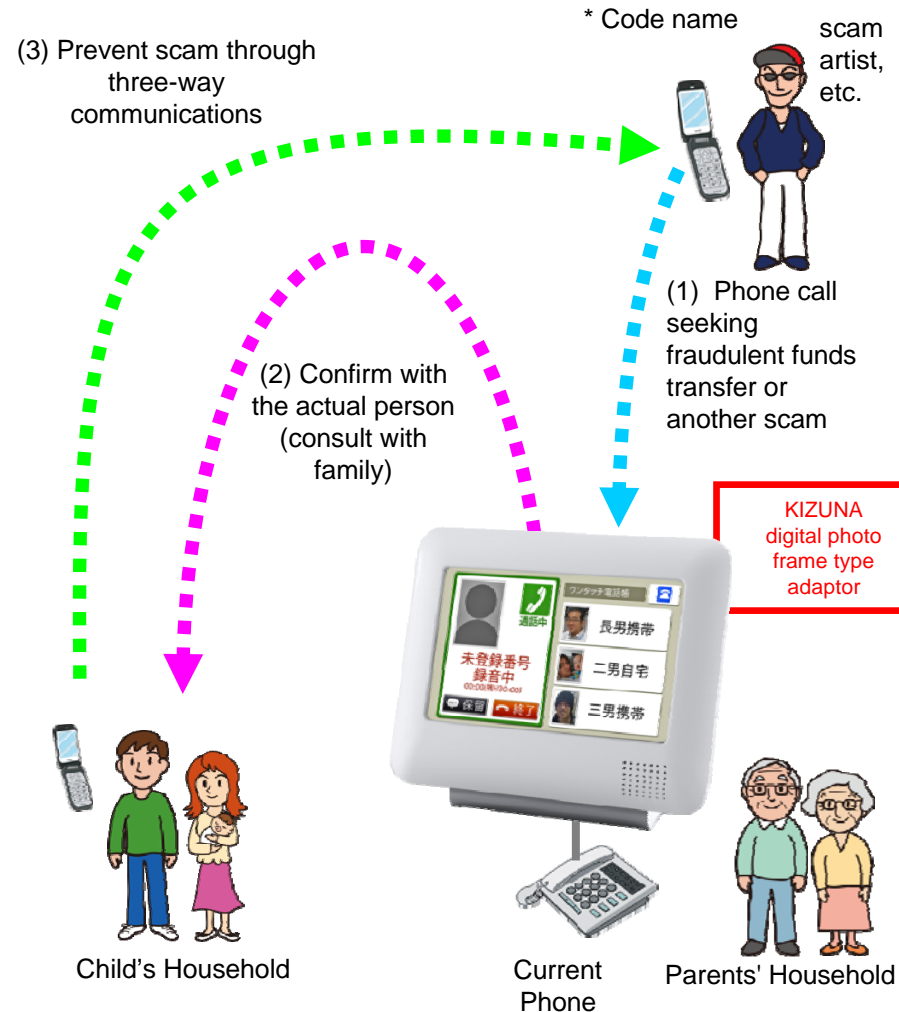 * Code name
scam
artist,
etc.
(3) Prevent scam through
three-way
communications
(1) Phone call
seeking
fraudulent funds
transfer or
another scam
(2) Confirm with
the actual person
(consult with
family)
KIZUNA
digital photo
frame type
adaptor
通話中
未登録番号
録音中
保留
終了
ワンタッチ電話帳
長男携帯
二男自宅
三男携帯
Child's Household
Current
Phone
Parents' Household